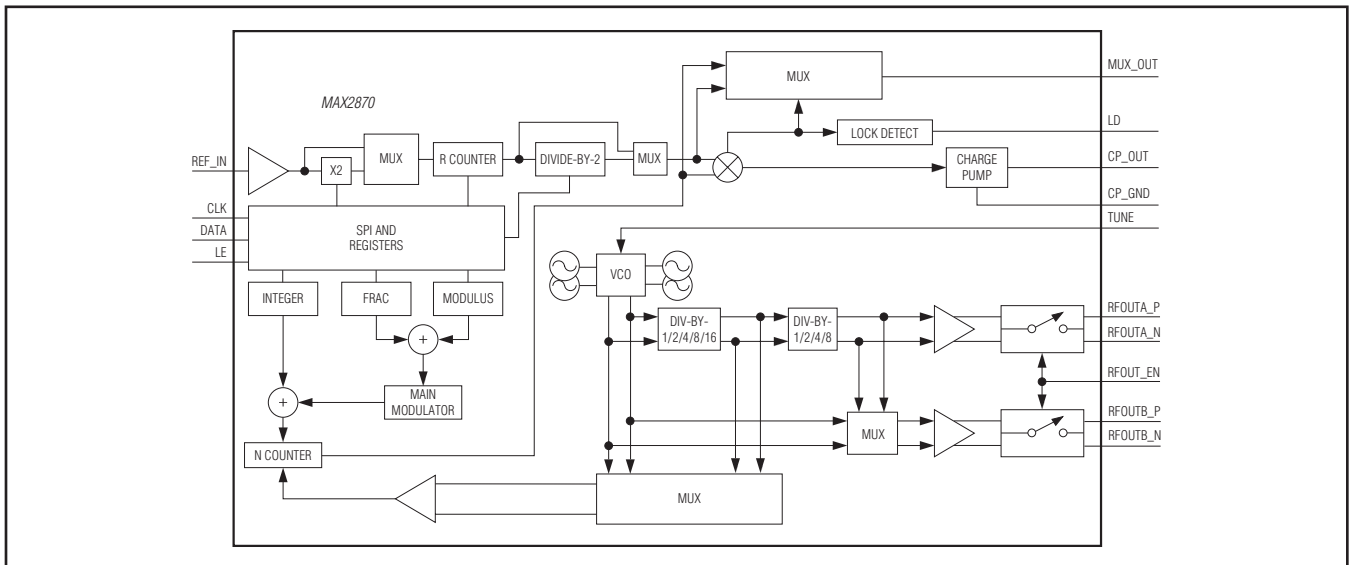 MUX_OUT
MUX
MAX2870
LD
LOCK DETECT
REF_IN
X2
MUX
R COUNTER
DIVIDE-BY-2
MUX
CHARGE
PUMP
CP_OUT
CP_GND
CLK
DATA
LE
SPI AND
REGISTERS
TUNE
VCO
INTEGER
FRAC
MODULUS
DIV-BY-
1/2/4/8/16
DIV-BY-
1/2/4/8
RFOUTA_P
RFOUTA_N
+
MAIN
MODULATOR
+
RFOUT_EN
N COUNTER
MUX
RFOUTB_P
RFOUTB_N
MUX